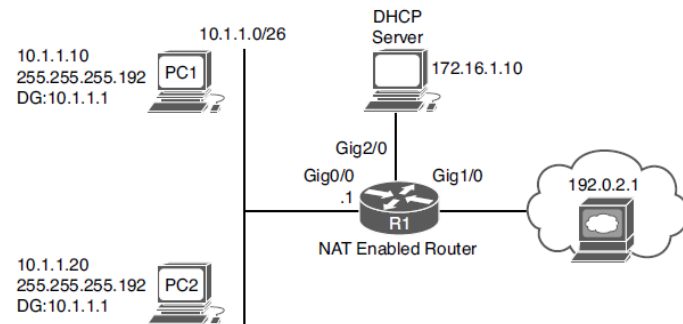 DHCP
Server
10.1.1.0/26
10.1.1.10
255.255.255.192
DG:10.1.1.1
PC1
172.16.1.10
Gig2/0
Gig0/0
Gig1/0
.1
R1
NAT Enabled Router
192.0.2.1
10.1.1.20
255.255.255.192
DG:10.1.1.1
PC2